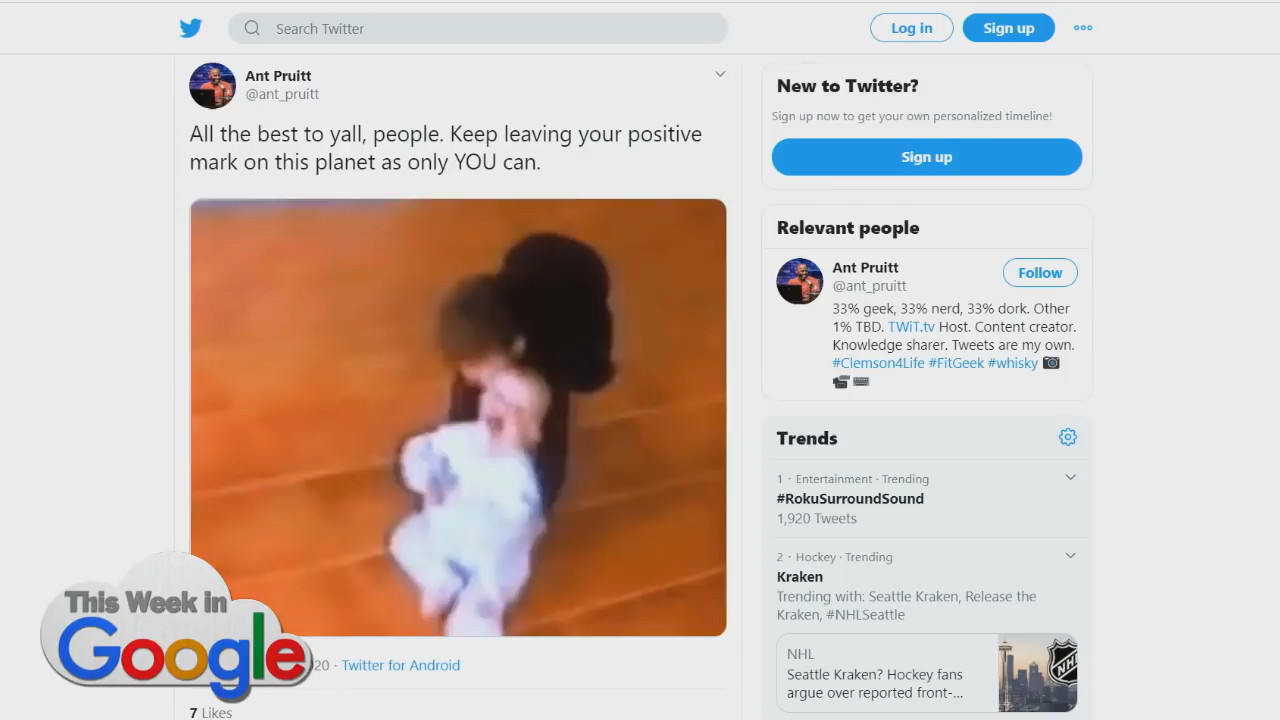 Search Twitter
Log in
Sign up
Ant Pruitt
@ant_pruitt
All the best to yall, people. Keep leaving your positive
mark on this planet as only YOU can.
20 · Twitter for Android
7 Likes
New to Twitter?
Sign up now to get your own personalized timeline!
Sign up
Relevant people
Ant Pruitt
@ant_pruitt
Follow
33% geek, 33% nerd, 33% dork. Other
1% TBD. TWiT.tv Host. Content creator.
Knowledge sharer. Tweets are my own.
#Clemson4Life #FitGeek #whisky
Trends
1 · Entertainment · Trending
#RokuSurroundSound
1,920 Tweets
2 · Hockey · Trending
Kraken
Trending with: Seattle Kraken, Release the
Kraken, #NHLSeattle
NHL
Seattle Kraken? Hockey fans
argue over reported front-...
NHL
This Week in
Google